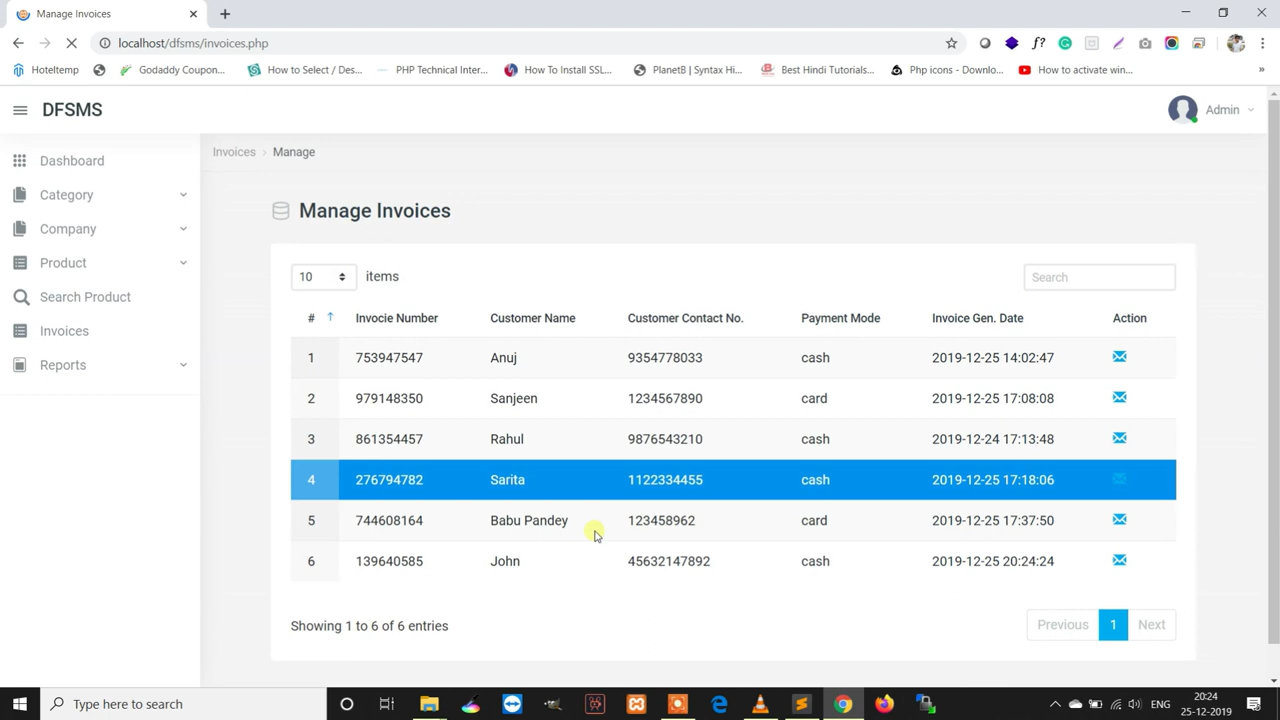 Manage Invoices
localhost/dfsms/invoices.php
f?
Hoteltemp
Godaddy Coupon...
How to Select / Des...
PHP Technical Inter...
How To Install SSL...
PlanetB | Syntax Hi...
Best Hindi Tutorials...
Php icons - Downlo...
How to activate win...
»
DFSMS
Admin
Dashboard
Category
Company
Product
Search Product
Invoices
Reports
Invoices > Manage
Manage Invoices
10 items
Search
# Invocie Number Customer Name Customer Contact No. Payment Mode Invoice Gen. Date Action
1 753947547 Anuj 9354778033 cash 2019-12-25 14:02:47
2 979148350 Sanjeen 1234567890 card 2019-12-25 17:08:08
3 861354457 Rahul 9876543210 cash 2019-12-24 17:13:48
4 276794782 Sarita 1122334455 cash 2019-12-25 17:18:06
5 744608164 Babu Pandey 123458962 card 2019-12-25 17:37:50
6 139640585 John 45632147892 cash 2019-12-25 20:24:24
Showing 1 to 6 of 6 entries
Previous 1 Next
Type here to search
ENG
20:24
25-12-2019